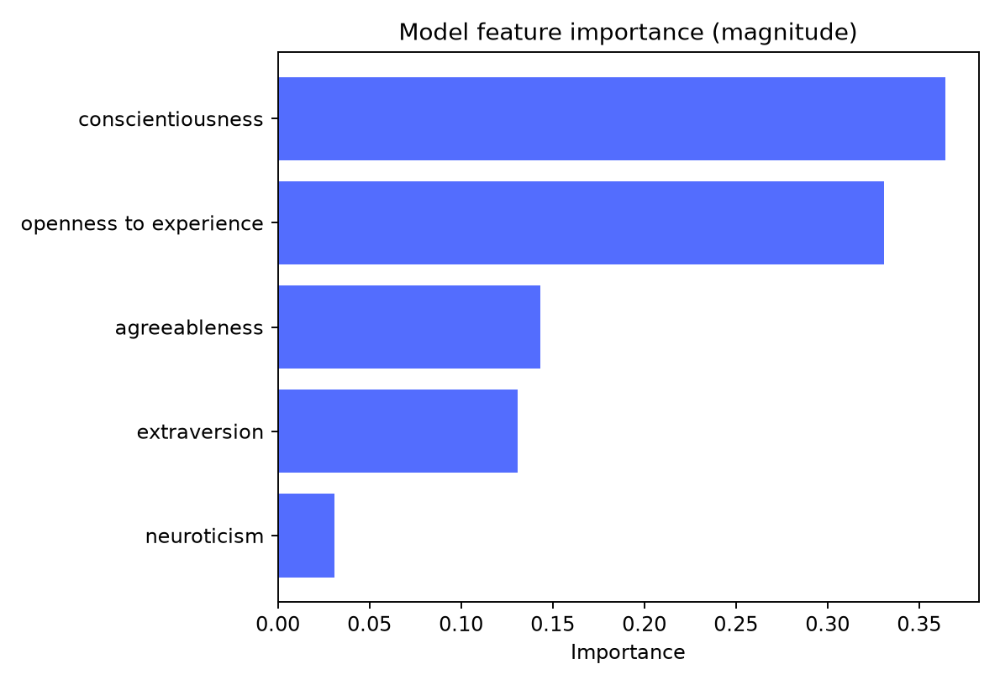 Model feature importance (magnitude)
conscientiousness
openness to experience
agreeableness
extraversion
neuroticism
0.00 0.05 0.10 0.15 0.20 0.25 0.30 0.35
Importance